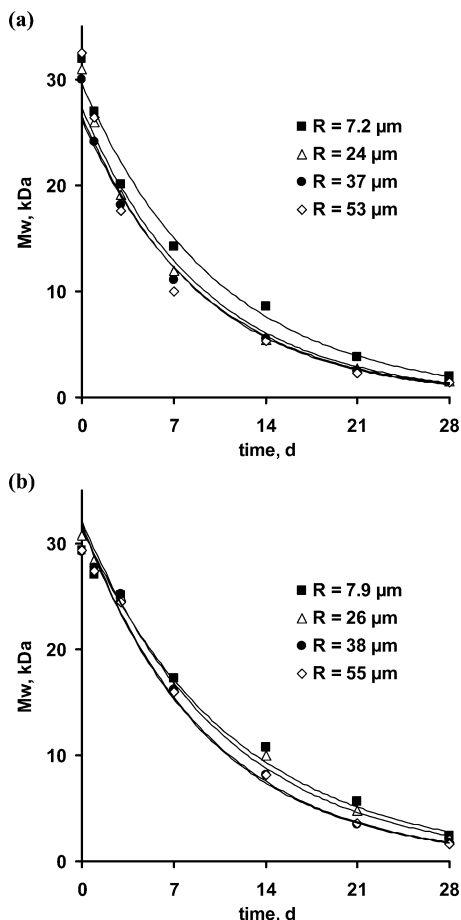 (a)
30
20
10
0
Mw, kDa
R = 7.2 µm
R = 24 µm
R = 37 µm
R = 53 µm
0 7 14 21 28
time, d
(b)
30
20
10
0
Mw, kDa
R = 7.9 µm
R = 26 µm
R = 38 µm
R = 55 µm
0 7 14 21 28
time, d